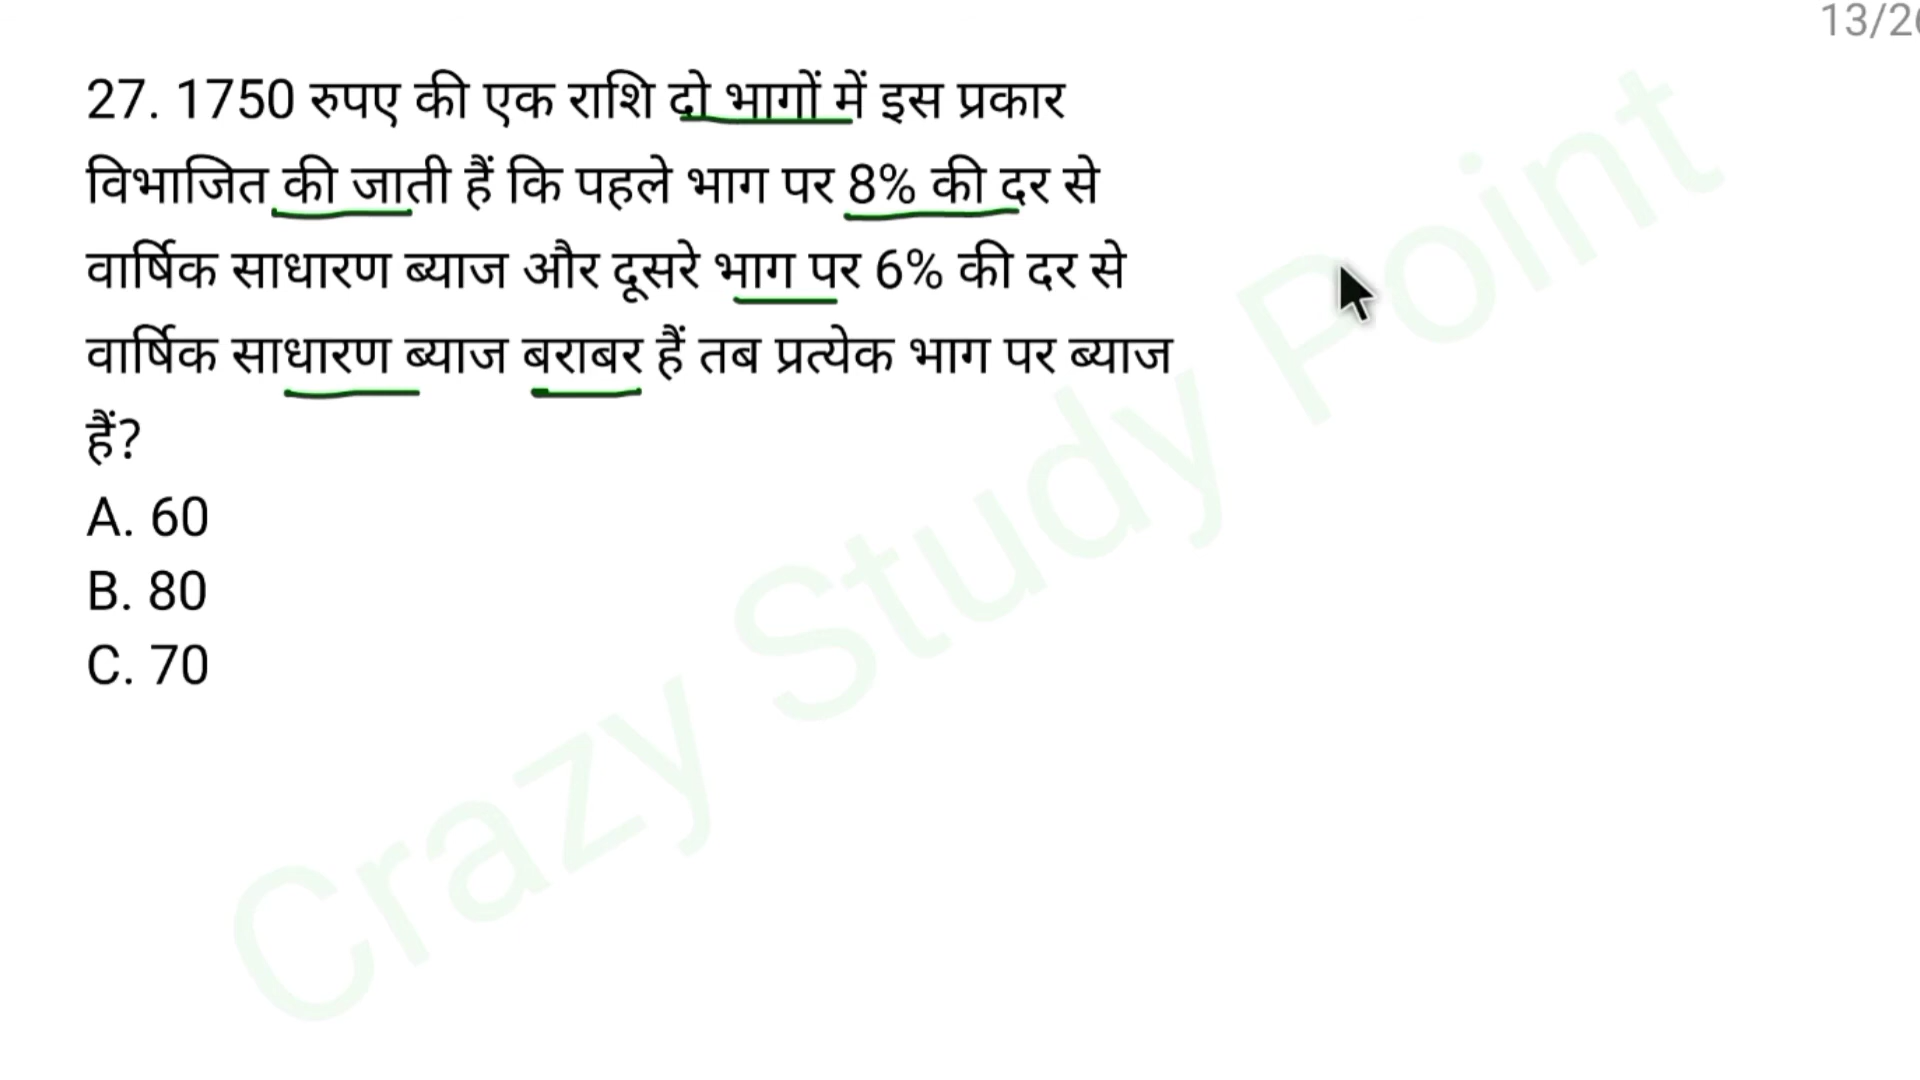 13/20
27. 1750 रुपए की एक राशि दो भागों में इस प्रकार
विभाजित की जाती हैं कि पहले भाग पर 8% की दर से
वार्षिक साधारण ब्याज और दूसरे भाग पर 6% की दर से
वार्षिक साधारण ब्याज बराबर हैं तब प्रत्येक भाग पर ब्याज
हैं?
A. 60
B. 80
C. 70
Crazy Study Point